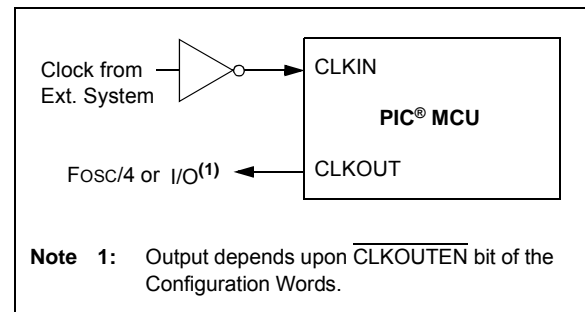 Clock from
Ext. System
CLKIN
PIC® MCU
FOSC/4 or I/O(1)
CLKOUT
Note 1: Output depends upon CLKOUTEN bit of the
Configuration Words.